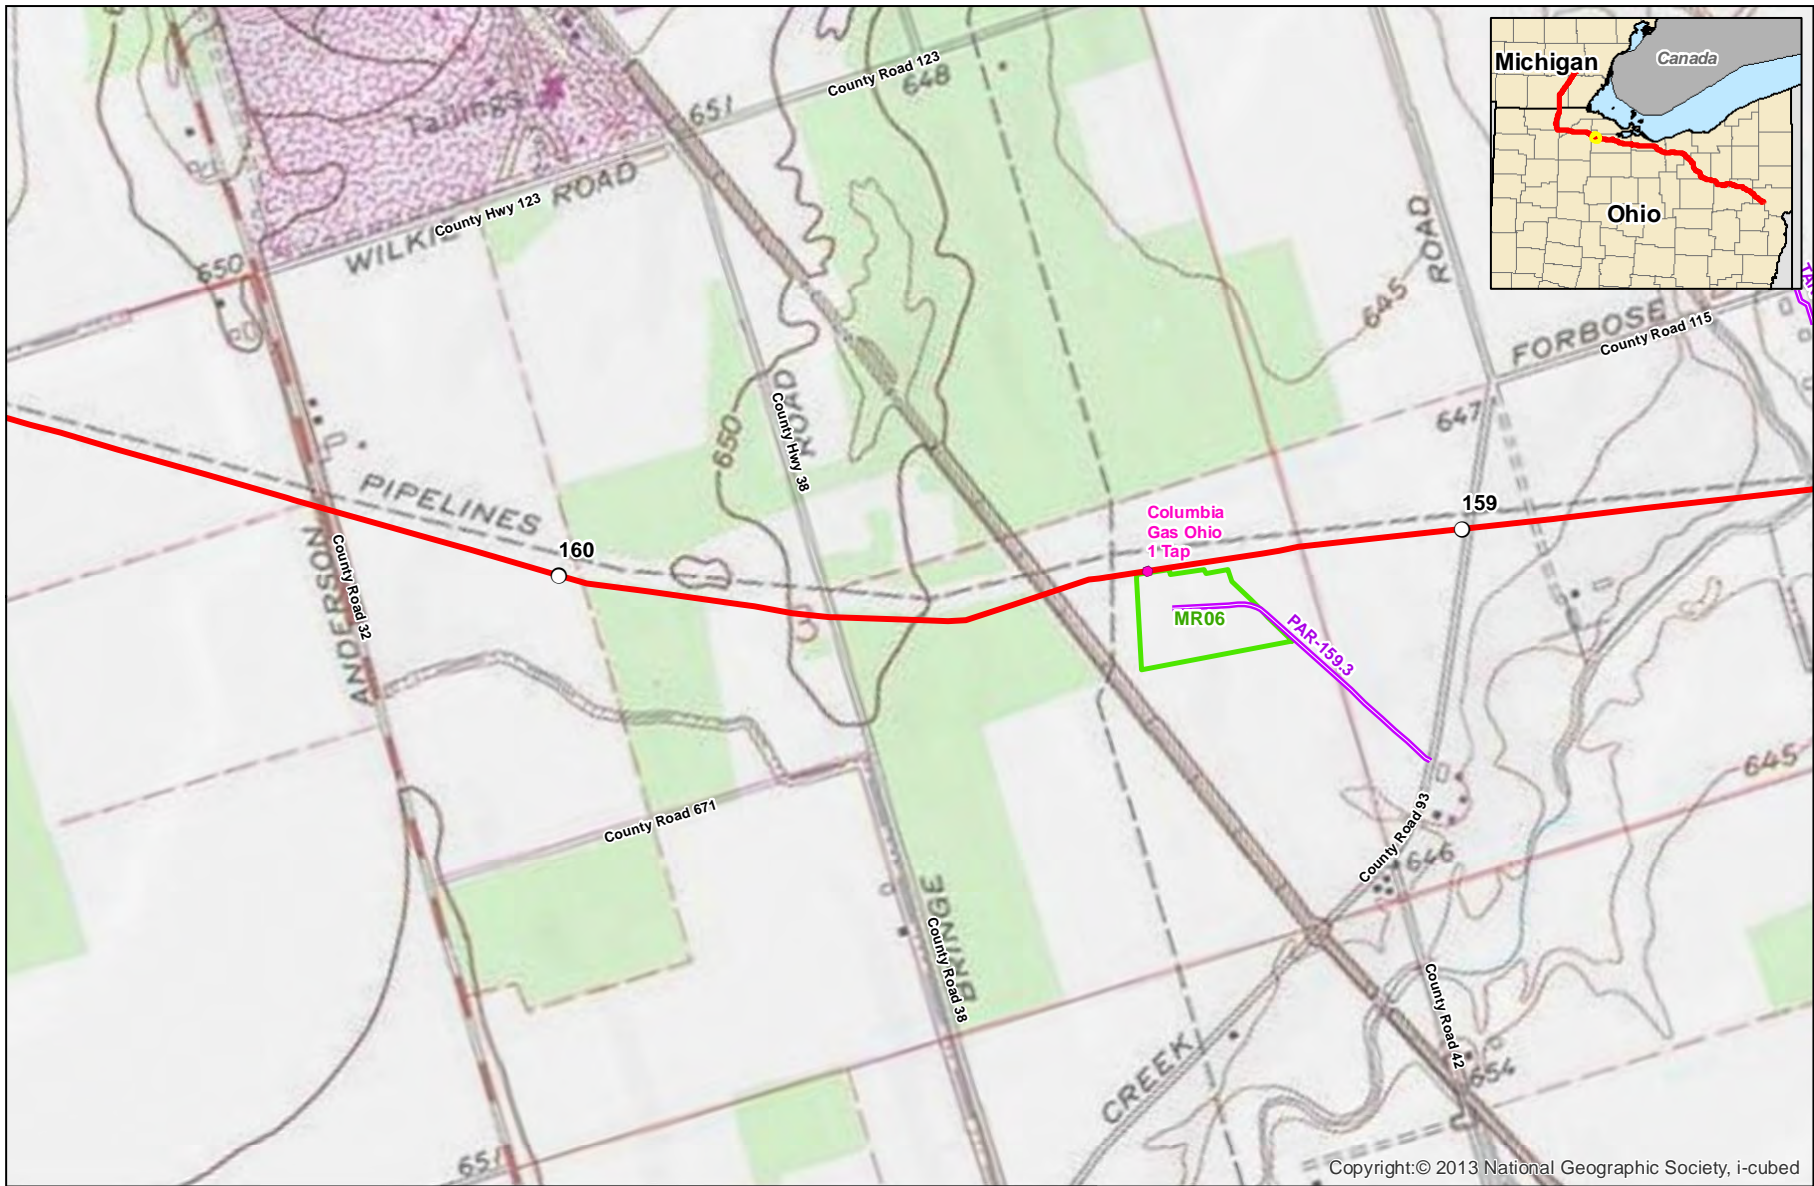 Michigan
Canada
Ohio
County Road 123
648
651
Tailings
ROAD
County Hwy 123
WILKIE
650
ROAD
645
FORBOSE
County Road 115
647
ROAD
County Hwy 38
650
PIPELINES
160
159
Columbia
Gas Ohio
1 Tap
MR06
PAR-159.3
ANDERSON
County Road 32
645
County Road 671
County Road 93
646
BRINGE
County Road 38
County Road 42
654
CREEK
651
Copyright:© 2013 National Geographic Society, i-cubed